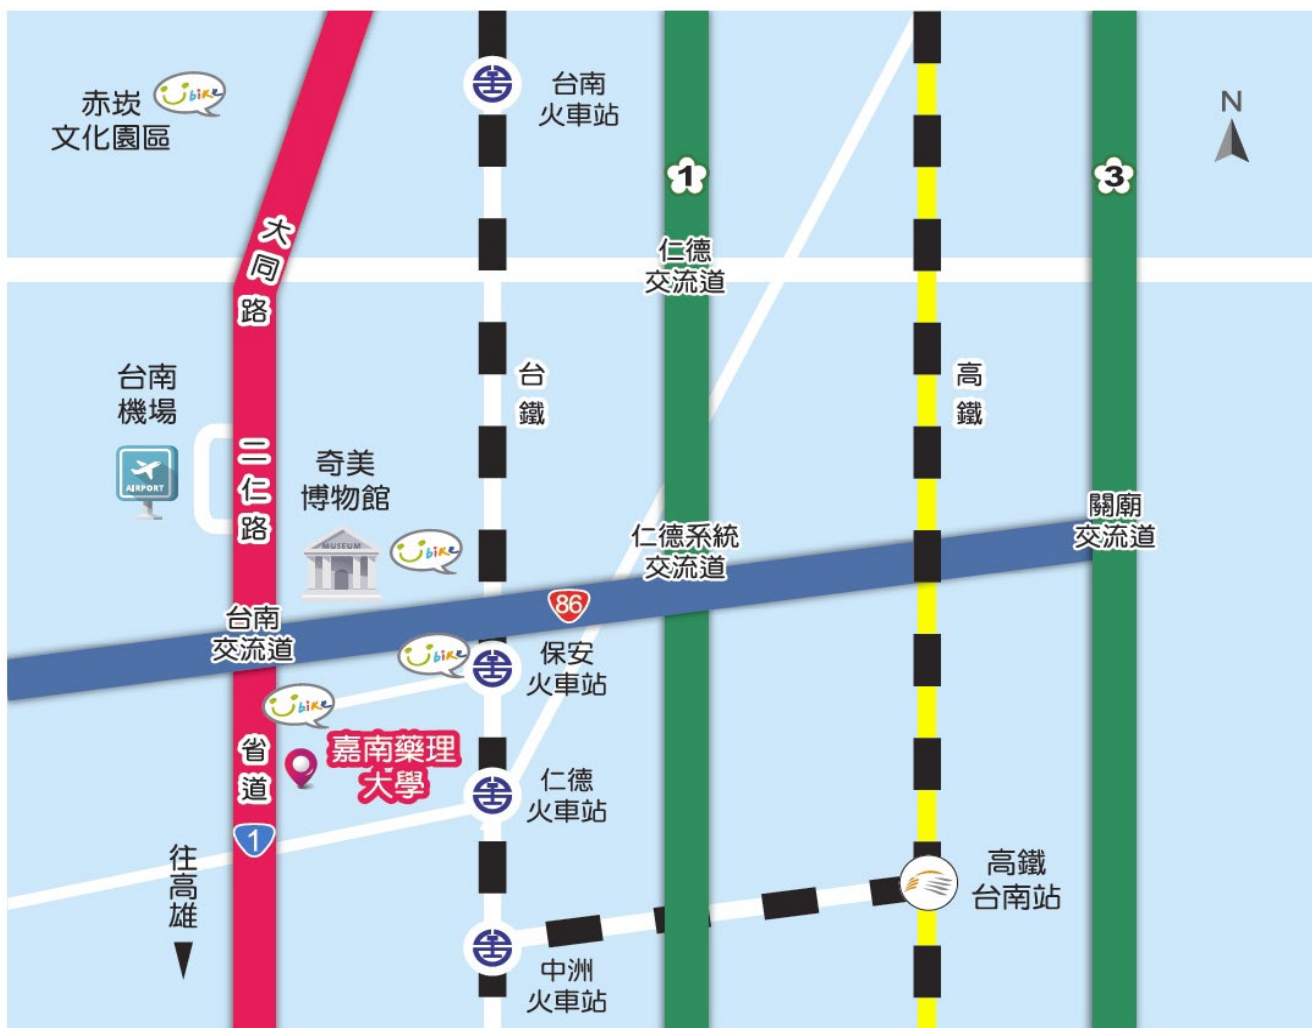 赤崁
文化園區
Ubike
台南
火車站
N
1
3
大同路
仁德
交流道
台鐵
高鐵
台南
機場
AIRPORT
二仁路
奇美
博物館
MUSEUM
Ubike
仁德系統
交流道
關廟
交流道
86
台南
交流道
Ubike
保安
火車站
Ubike
省道
嘉南藥理
大學
仁德
火車站
1
往高雄
高鐵
台南站
中洲
火車站